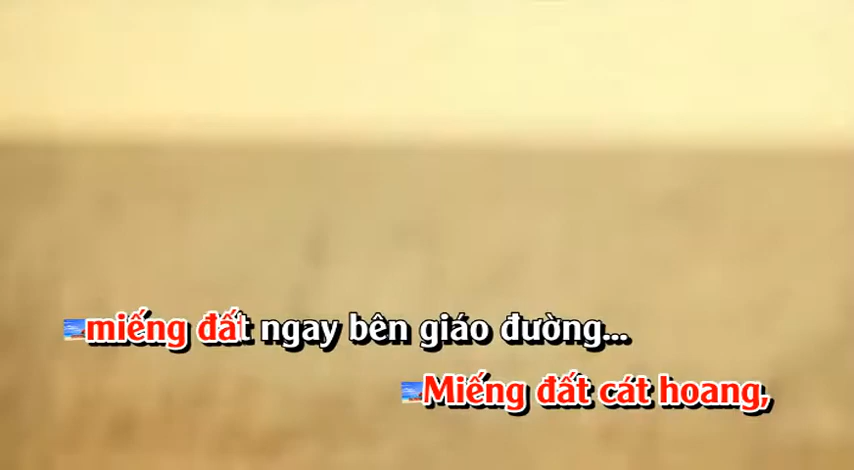 miếng đất ngay bên giáo đường...
Miếng đất cát hoang,